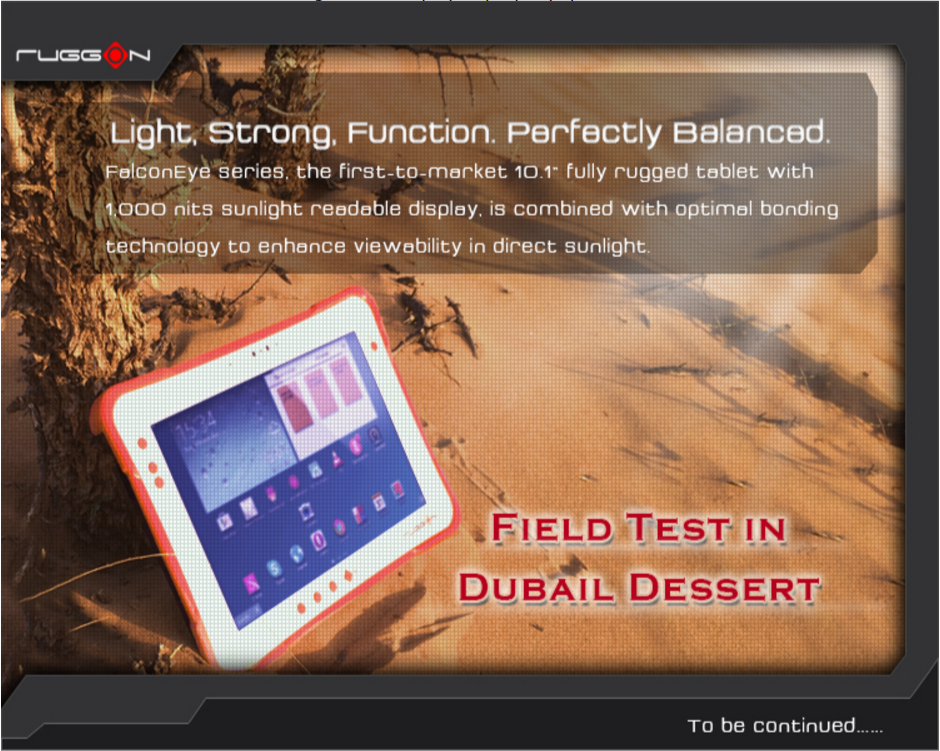 RUGGON
Light, Strong, Function. Perfectly Balanced.
FalconEye series, the first-to-market 10.1" fully rugged tablet with
1,000 nits sunlight readable display, is combined with optimal bonding
technology to enhance viewability in direct sunlight.
15:34
FIELD TEST IN
DUBAIL DESSERT
To be continued......